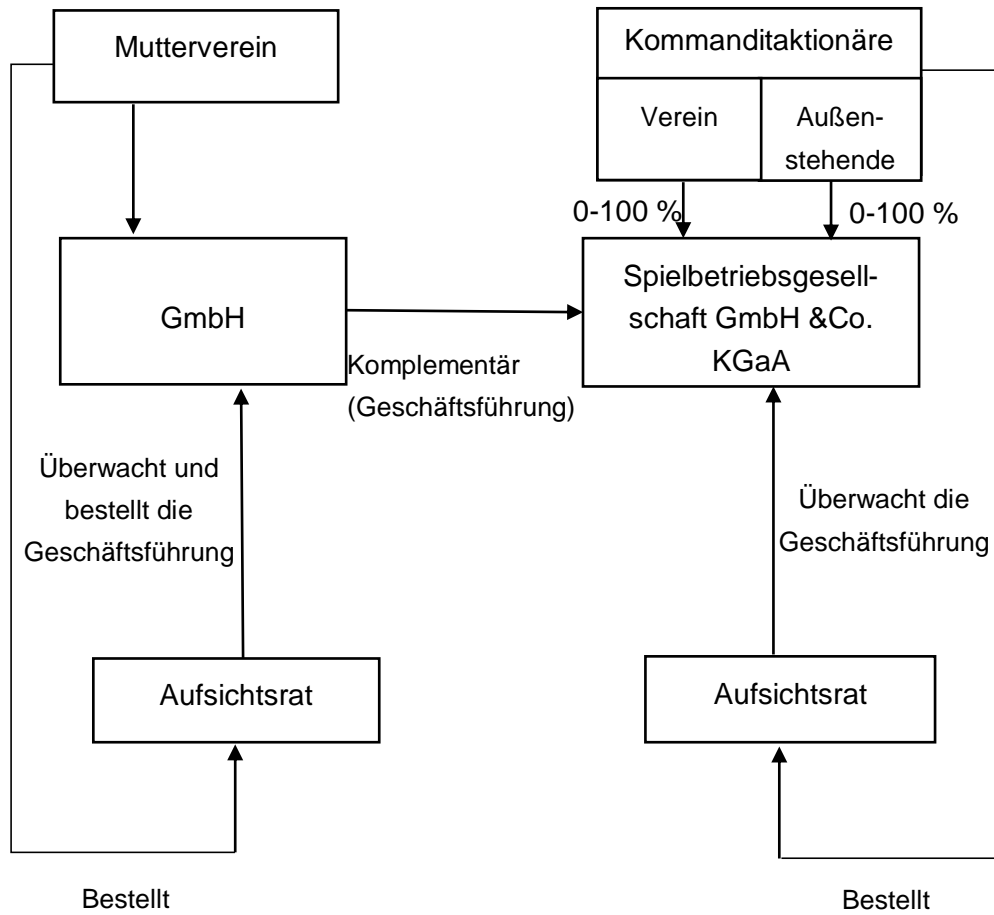 Mutterverein
Kommanditaktionäre
Verein
Außen-
stehende
0-100 %
0-100 %
GmbH
Spielbetriebsgesell-
schaft GmbH &Co.
KGaA
Komplementär
(Geschäftsführung)
Überwacht und
bestellt die
Geschäftsführung
Überwacht die
Geschäftsführung
Aufsichtsrat
Aufsichtsrat
Bestellt
Bestellt